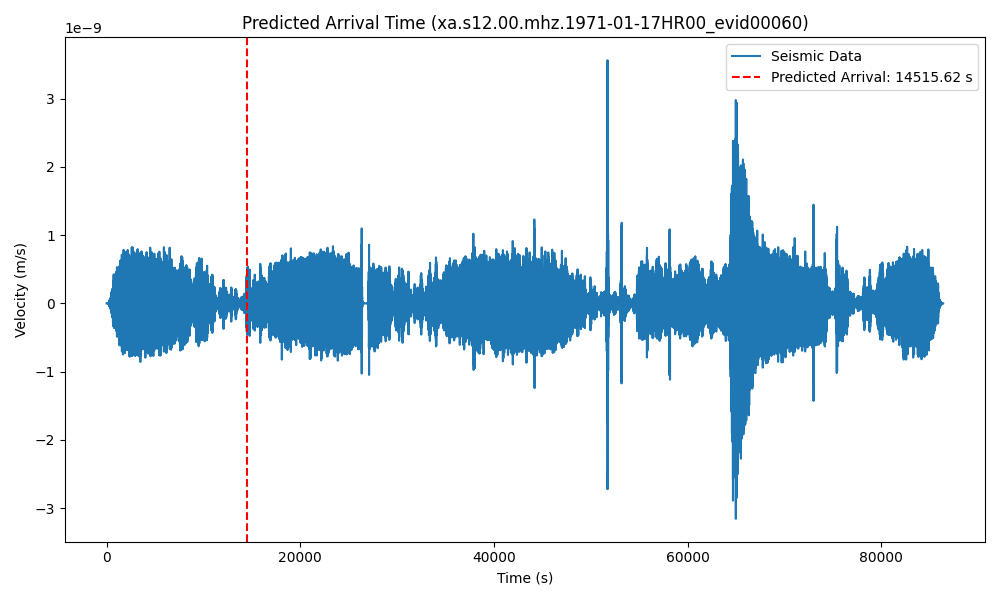 Predicted Arrival Time (xa.s12.00.mhz.1971-01-17HR00_evid00060)
1e−9
Seismic Data
Predicted Arrival: 14515.62 s
3
2
1
0
−1
−2
−3
Velocity (m/s)
0 20000 40000 60000 80000
Time (s)